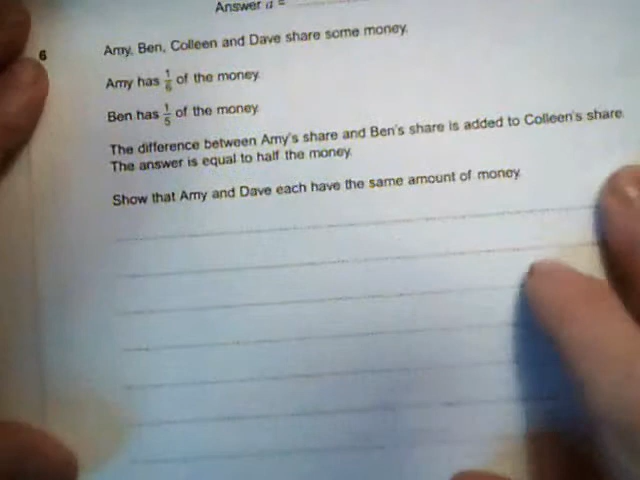 Answer a =
6
Amy, Ben, Colleen and Dave share some money.
Amy has 1/6 of the money.
Ben has 1/5 of the money.
The difference between Amy's share and Ben's share is added to Colleen's share.
The answer is equal to half the money.
Show that Amy and Dave each have the same amount of money.